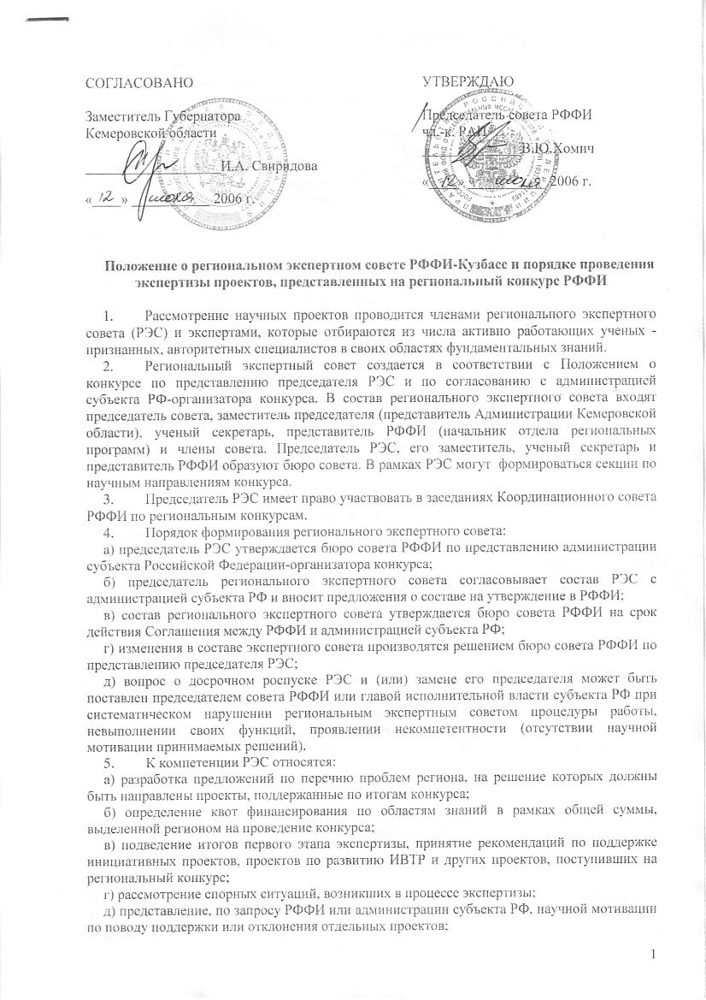 СОГЛАСОВАНО
Заместитель Губернатора
Кемеровской области
И.А. Свиридова
«12» июля 2006 г.
УТВЕРЖДАЮ
Председатель совета РФФИ
чл.-к. РАН
В.Ю.Хомич
«12» июля 2006 г.
Положение о региональном экспертном совете РФФИ-Кузбасс и порядке проведения
экспертизы проектов, представленных на региональный конкурс РФФИ
1. Рассмотрение научных проектов проводится членами регионального экспертного
совета (РЭС) и экспертами, которые отбираются из числа активно работающих ученых -
признанных, авторитетных специалистов в своих областях фундаментальных знаний.
2. Региональный экспертный совет создается в соответствии с Положением о
конкурсе по представлению председателя РЭС и по согласованию с администрацией
субъекта РФ-организатора конкурса. В состав регионального экспертного совета входят
председатель совета, заместитель председателя (представитель Администрации Кемеровской
области), ученый секретарь, представитель РФФИ (начальник отдела региональных
программ) и члены совета. Председатель РЭС, его заместитель, ученый секретарь и
представитель РФФИ образуют бюро совета. В рамках РЭС могут формироваться секции по
научным направлениям конкурса.
3. Председатель РЭС имеет право участвовать в заседаниях Координационного совета
РФФИ по региональным конкурсам.
4. Порядок формирования регионального экспертного совета:
а) председатель РЭС утверждается бюро совета РФФИ по представлению администрации
субъекта Российской Федерации-организатора конкурса;
б) председатель регионального экспертного совета согласовывает состав РЭС с
администрацией субъекта РФ и вносит предложения о составе на утверждение в РФФИ;
в) состав регионального экспертного совета утверждается бюро совета РФФИ на срок
действия Соглашения между РФФИ и администрацией субъекта РФ;
г) изменения в составе экспертного совета производятся решением бюро совета РФФИ по
представлению председателя РЭС;
д) вопрос о досрочном роспуске РЭС и (или) замене его председателя может быть
поставлен председателем совета РФФИ или главой исполнительной власти субъекта РФ при
систематическом нарушении региональным экспертным советом процедуры работы,
невыполнении своих функций, проявлении некомпетентности (отсутствии научной
мотивации принимаемых решений).
5. К компетенции РЭС относятся:
а) разработка предложений по перечню проблем региона, на решение которых должны
быть направлены проекты, поддержанные по итогам конкурса;
б) определение квот финансирования по областям знаний в рамках общей суммы,
выделенной регионом на проведение конкурса;
в) подведение итогов первого этапа экспертизы, принятие рекомендаций по поддержке
инициативных проектов, проектов по развитию ИВТР и других проектов, поступивших на
региональный конкурс;
г) рассмотрение спорных ситуаций, возникших в процессе экспертизы;
д) представление, по запросу РФФИ или администрации субъекта РФ, научной мотивации
по поводу поддержки или отклонения отдельных проектов;
1